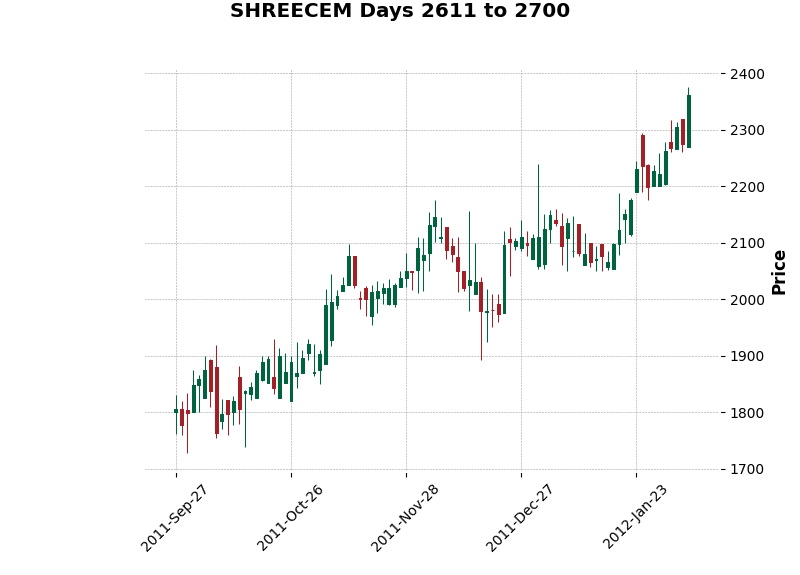 SHREECEM Days 2611 to 2700
2400
2300
2200
2100
2000
1900
1800
1700
Price
2011-Sep-27
2011-Oct-26
2011-Nov-28
2011-Dec-27
2012-Jan-23